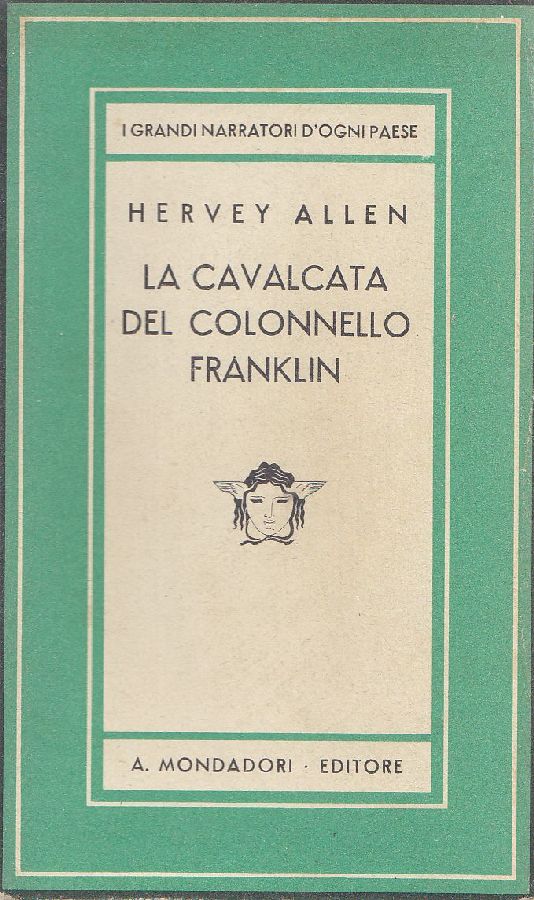 I GRANDI NARRATORI D'OGNI PAESE
HERVEY ALLEN
LA CAVALCATA
DEL COLONNELLO
FRANKLIN
A. MONDADORI · EDITORE